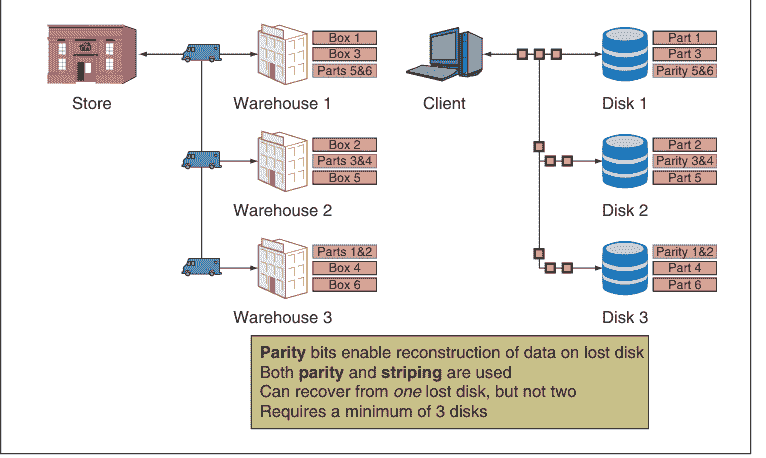 Box 1
Box 3
Parts 5&6
Store
Warehouse 1
Box 2
Parts 3&4
Box 5
Warehouse 2
Parts 1&2
Box 4
Box 6
Warehouse 3
Part 1
Part 3
Parity 5&6
Client
Disk 1
Part 2
Parity 3&4
Part 5
Disk 2
Parity 1&2
Part 4
Part 6
Disk 3
Parity bits enable reconstruction of data on lost disk
Both parity and striping are used
Can recover from one lost disk, but not two
Requires a minimum of 3 disks